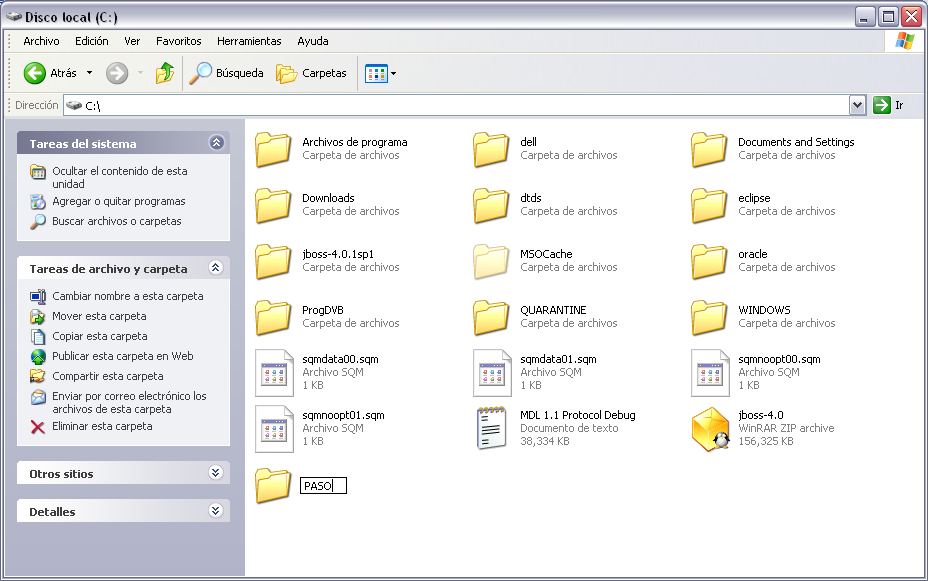 Disco local (C:)
Archivo Edición Ver Favoritos Herramientas Ayuda
Atrás Búsqueda Carpetas
Dirección C:\ Ir
Tareas del sistema
Ocultar el contenido de esta
unidad
Agregar o quitar programas
Buscar archivos o carpetas
Tareas de archivo y carpeta
Cambiar nombre a esta carpeta
Mover esta carpeta
Copiar esta carpeta
Publicar esta carpeta en Web
Compartir esta carpeta
Enviar por correo electrónico los
archivos de esta carpeta
Eliminar esta carpeta
Otros sitios
Detalles
Archivos de programa
Carpeta de archivos
dell
Carpeta de archivos
Documents and Settings
Carpeta de archivos
Downloads
Carpeta de archivos
dtds
Carpeta de archivos
eclipse
Carpeta de archivos
jboss-4.0.1sp1
Carpeta de archivos
MSOCache
Carpeta de archivos
oracle
Carpeta de archivos
ProgDVB
Carpeta de archivos
QUARANTINE
Carpeta de archivos
WINDOWS
Carpeta de archivos
sqmdata00.sqm
Archivo SQM
1 KB
sqmdata01.sqm
Archivo SQM
1 KB
sqmnoopt00.sqm
Archivo SQM
1 KB
sqmnoopt01.sqm
Archivo SQM
1 KB
MDL 1.1 Protocol Debug
Documento de texto
38,334 KB
jboss-4.0
WinRAR ZIP archive
156,325 KB
PASO